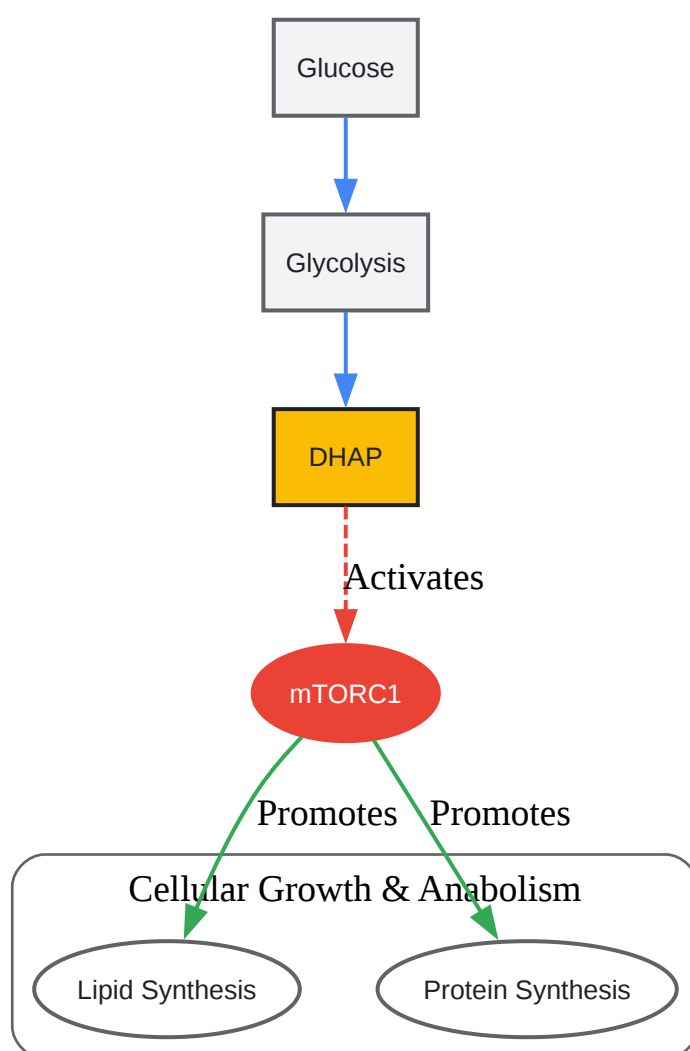 Glucose
Glycolysis
DHAP
Activates
mTORC1
Promotes Promotes
Cellular Growth & Anabolism
Lipid Synthesis Protein Synthesis